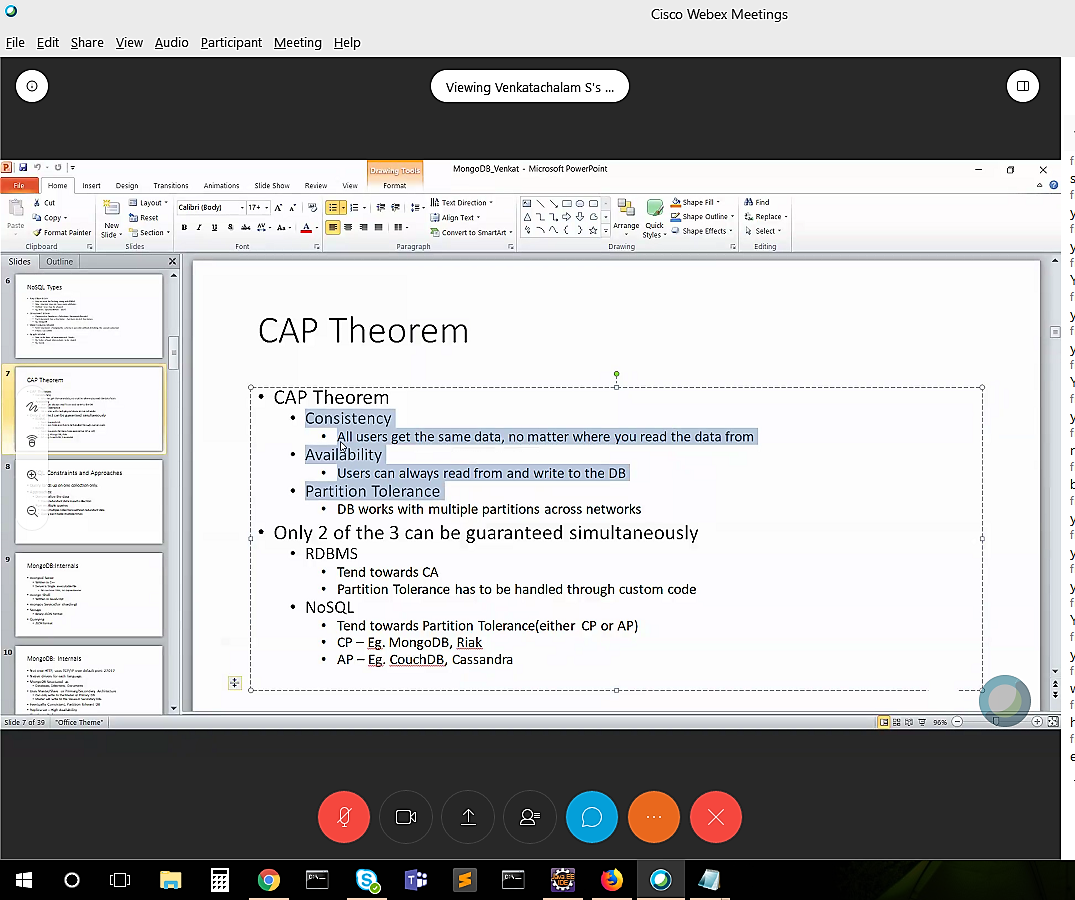 Cisco Webex Meetings
File Edit Share View Audio Participant Meeting Help
Viewing Venkatachalam S's ...
MongoDB_Venkat - Microsoft PowerPoint
Drawing Tools
File Home Insert Design Transitions Animations Slide Show Review View Format
Cut
Copy
Format Painter
Paste
Clipboard
New
Slide
Layout
Reset
Section
Slides
Calibri (Body) 17+
Font
Text Direction
Align Text
Convert to SmartArt
Paragraph
Arrange
Quick
Styles
Shape Fill
Shape Outline
Shape Effects
Drawing
Find
Replace
Select
Editing
Slides Outline
6
NoSQL Types
7
CAP Theorem
8
Constraints and Approaches
9
MongoDB:Internals
10
MongoDB: Internals
CAP Theorem
• CAP Theorem
• Consistency
• All users get the same data, no matter where you read the data from
• Availability
• Users can always read from and write to the DB
• Partition Tolerance
• DB works with multiple partitions across networks
• Only 2 of the 3 can be guaranteed simultaneously
• RDBMS
• Tend towards CA
• Partition Tolerance has to be handled through custom code
• NoSQL
• Tend towards Partition Tolerance(either CP or AP)
• CP – Eg. MongoDB, Riak
• AP – Eg. CouchDB, Cassandra
Slide 7 of 39 "Office Theme" 96%